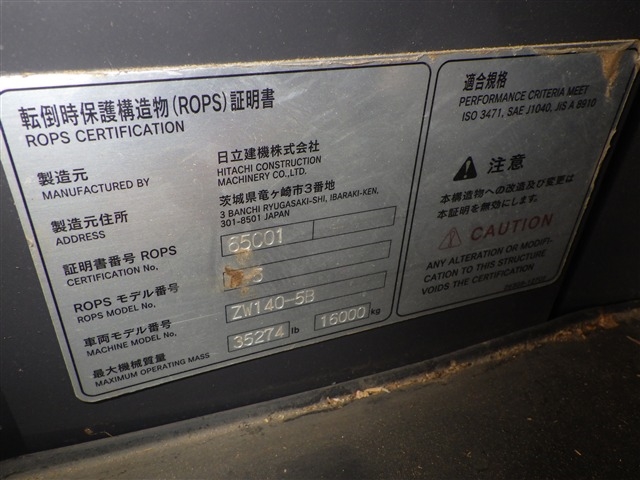 転倒時保護構造物(ROPS)証明書
ROPS CERTIFICATION
製造元
MANUFACTURED BY
日立建機株式会社
HITACHI CONSTRUCTION
MACHINERY CO.,LTD.
製造元住所
ADDRESS
茨城県竜ヶ崎市3番地
3 BANCHI RYUGASAKI-SHI, IBARAKI-KEN,
301-8501 JAPAN
証明書番号 ROPS
CERTIFICATION No.
65C01
ROPS モデル番号
ROPS MODEL No.
車両モデル番号
MACHINE MODEL No.
ZW140-5B
最大機械質量
MAXIMUM OPERATING MASS
35274 lb 16000 kg
適合規格
PERFORMANCE CRITERIA MEET
ISO 3471, SAE J1040, JIS A 8910
注意
本構造物への改造及び変更は
本証明を無効にします.
CAUTION
ANY ALTERATION OR MODIFI-
CATION TO THIS STRUCTURE
VOIDS THE CERTIFICATION